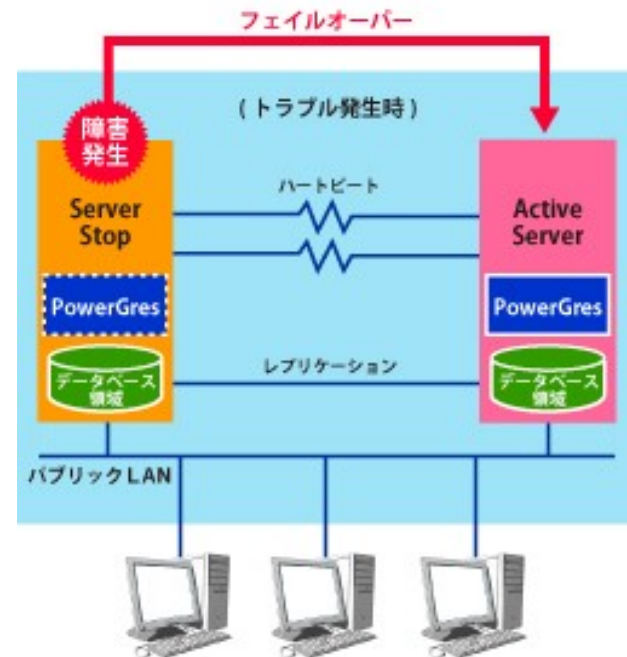 フェイルオーバー
(トラブル発生時)
障害
発生
ハートビート
Server
Stop
Active
Server
PowerGres
PowerGres
レプリケーション
データベース
領域
データベース
領域
パブリックLAN